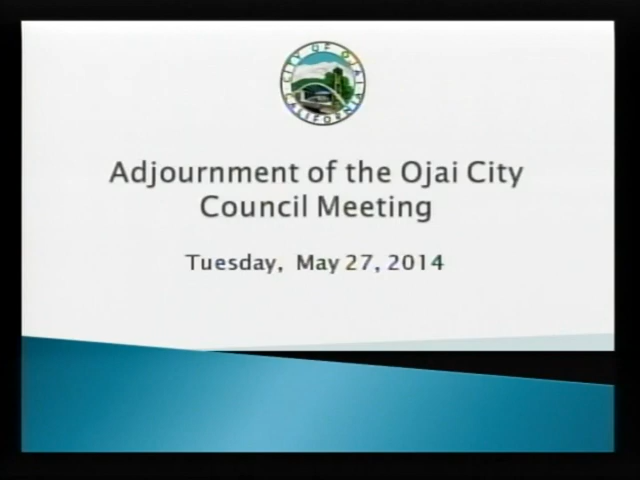 CITY OF OJAI
CALIFORNIA
Adjournment of the Ojai City
Council Meeting
Tuesday, May 27, 2014